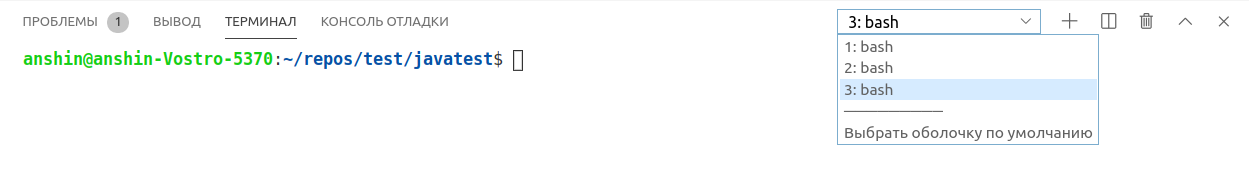 ПРОБЛЕМЫ 1 ВЫВОД ТЕРМИНАЛ КОНСОЛЬ ОТЛАДКИ 3: bash
anshin@anshin-Vostro-5370:~/repos/test/javatest$
1: bash
2: bash
3: bash
Выбрать оболочку по умолчанию